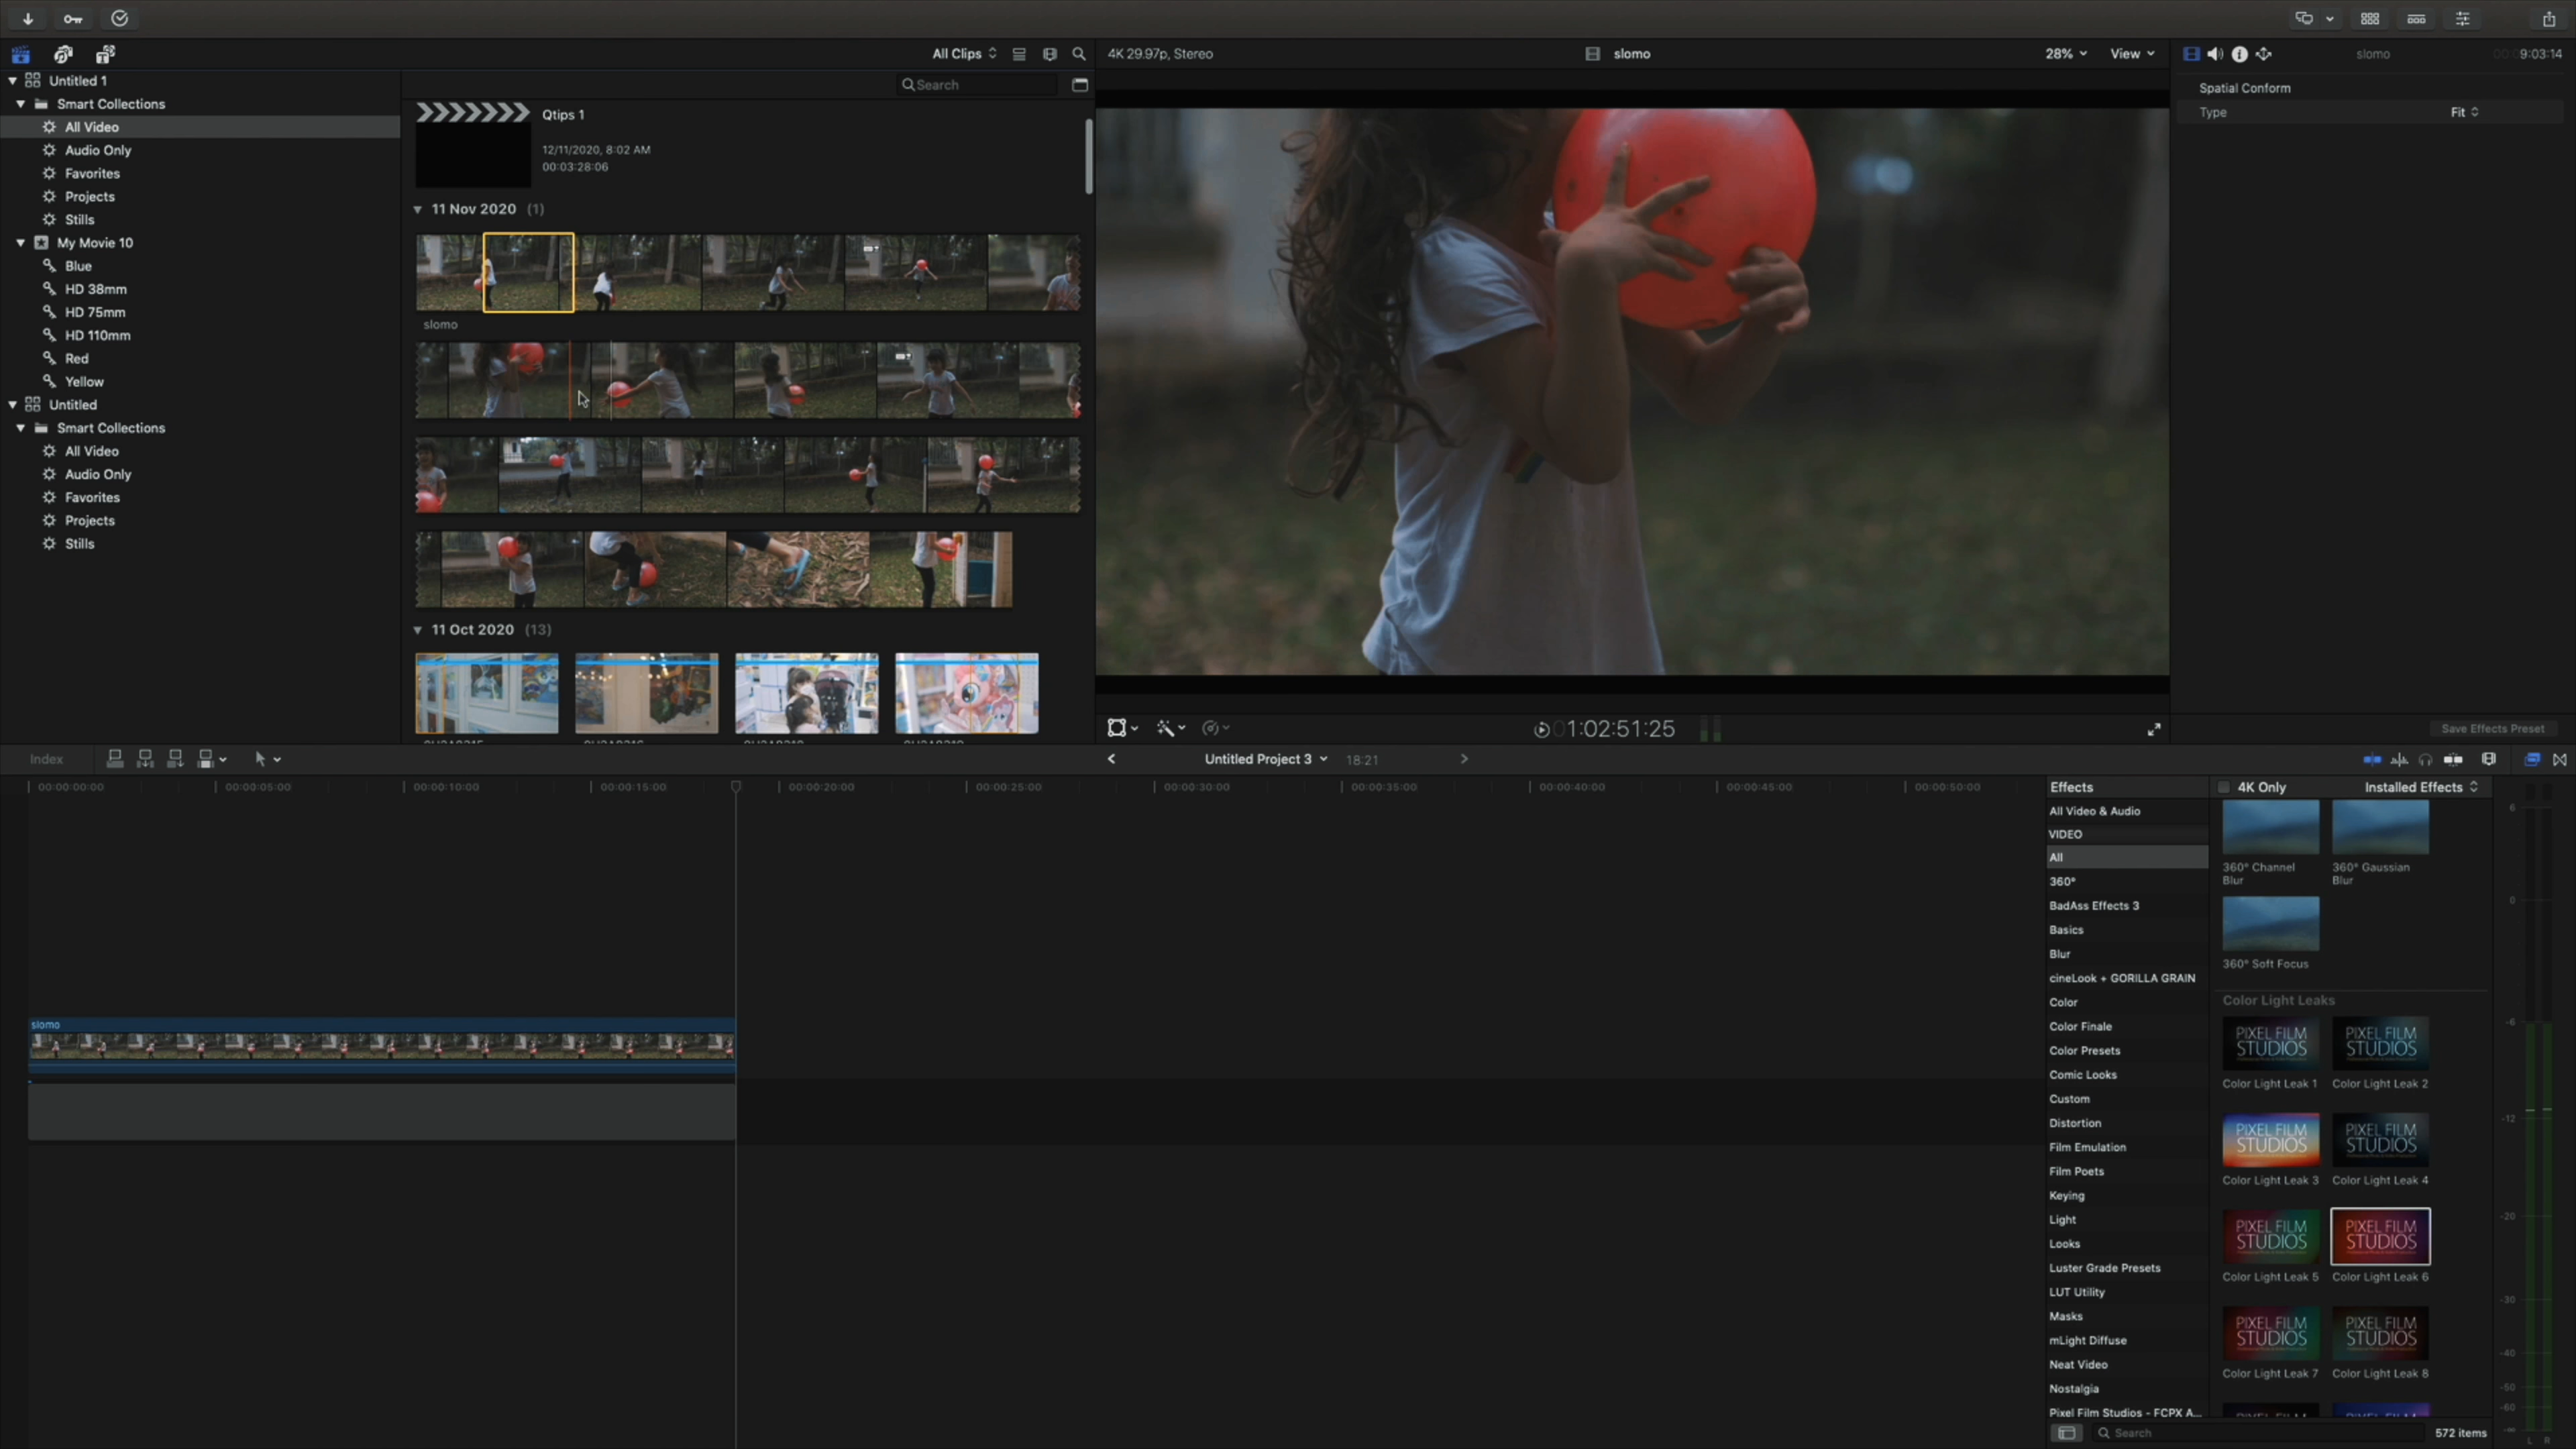 All Clips
4K 29.97p, Stereo
slomo
28%
View
slomo
9:03:14
Untitled 1
Smart Collections
All Video
Audio Only
Favorites
Projects
Stills
My Movie 10
Blue
HD 38mm
HD 75mm
HD 110mm
Red
Yellow
Untitled
Smart Collections
All Video
Audio Only
Favorites
Projects
Stills
Search
Qtips 1
12/11/2020, 8:02 AM
00:03:28:06
11 Nov 2020 (1)
slomo
11 Oct 2020 (13)
Spatial Conform
Type
Fit
01:02:51:25
Save Effects Preset
Index
Untitled Project 3
18:21
00:00:00:00
00:00:05:00
00:00:10:00
00:00:15:00
00:00:20:00
00:00:25:00
00:00:30:00
00:00:35:00
00:00:40:00
00:00:45:00
00:00:50:00
slomo
Effects
4K Only
Installed Effects
All Video & Audio
VIDEO
All
360°
BadAss Effects 3
Basics
Blur
cineLook + GORILLA GRAIN
Color
Color Finale
Color Presets
Comic Looks
Custom
Distortion
Film Emulation
Film Poets
Keying
Light
Looks
Luster Grade Presets
LUT Utility
Masks
mLight Diffuse
Neat Video
Nostalgia
Pixel Film Studios - FCPX A...
360° Channel
Blur
360° Gaussian
Blur
360° Soft Focus
Color Light Leaks
PIXEL FILM
STUDIOS
Color Light Leak 1
PIXEL FILM
STUDIOS
Color Light Leak 2
PIXEL FILM
STUDIOS
Color Light Leak 3
PIXEL FILM
STUDIOS
Color Light Leak 4
PIXEL FILM
STUDIOS
Color Light Leak 5
PIXEL FILM
STUDIOS
Color Light Leak 6
PIXEL FILM
STUDIOS
Color Light Leak 7
PIXEL FILM
STUDIOS
Color Light Leak 8
Search
572 items
6
0
-6
-12
-20
-30
-40
-50
-60
-∞
L R